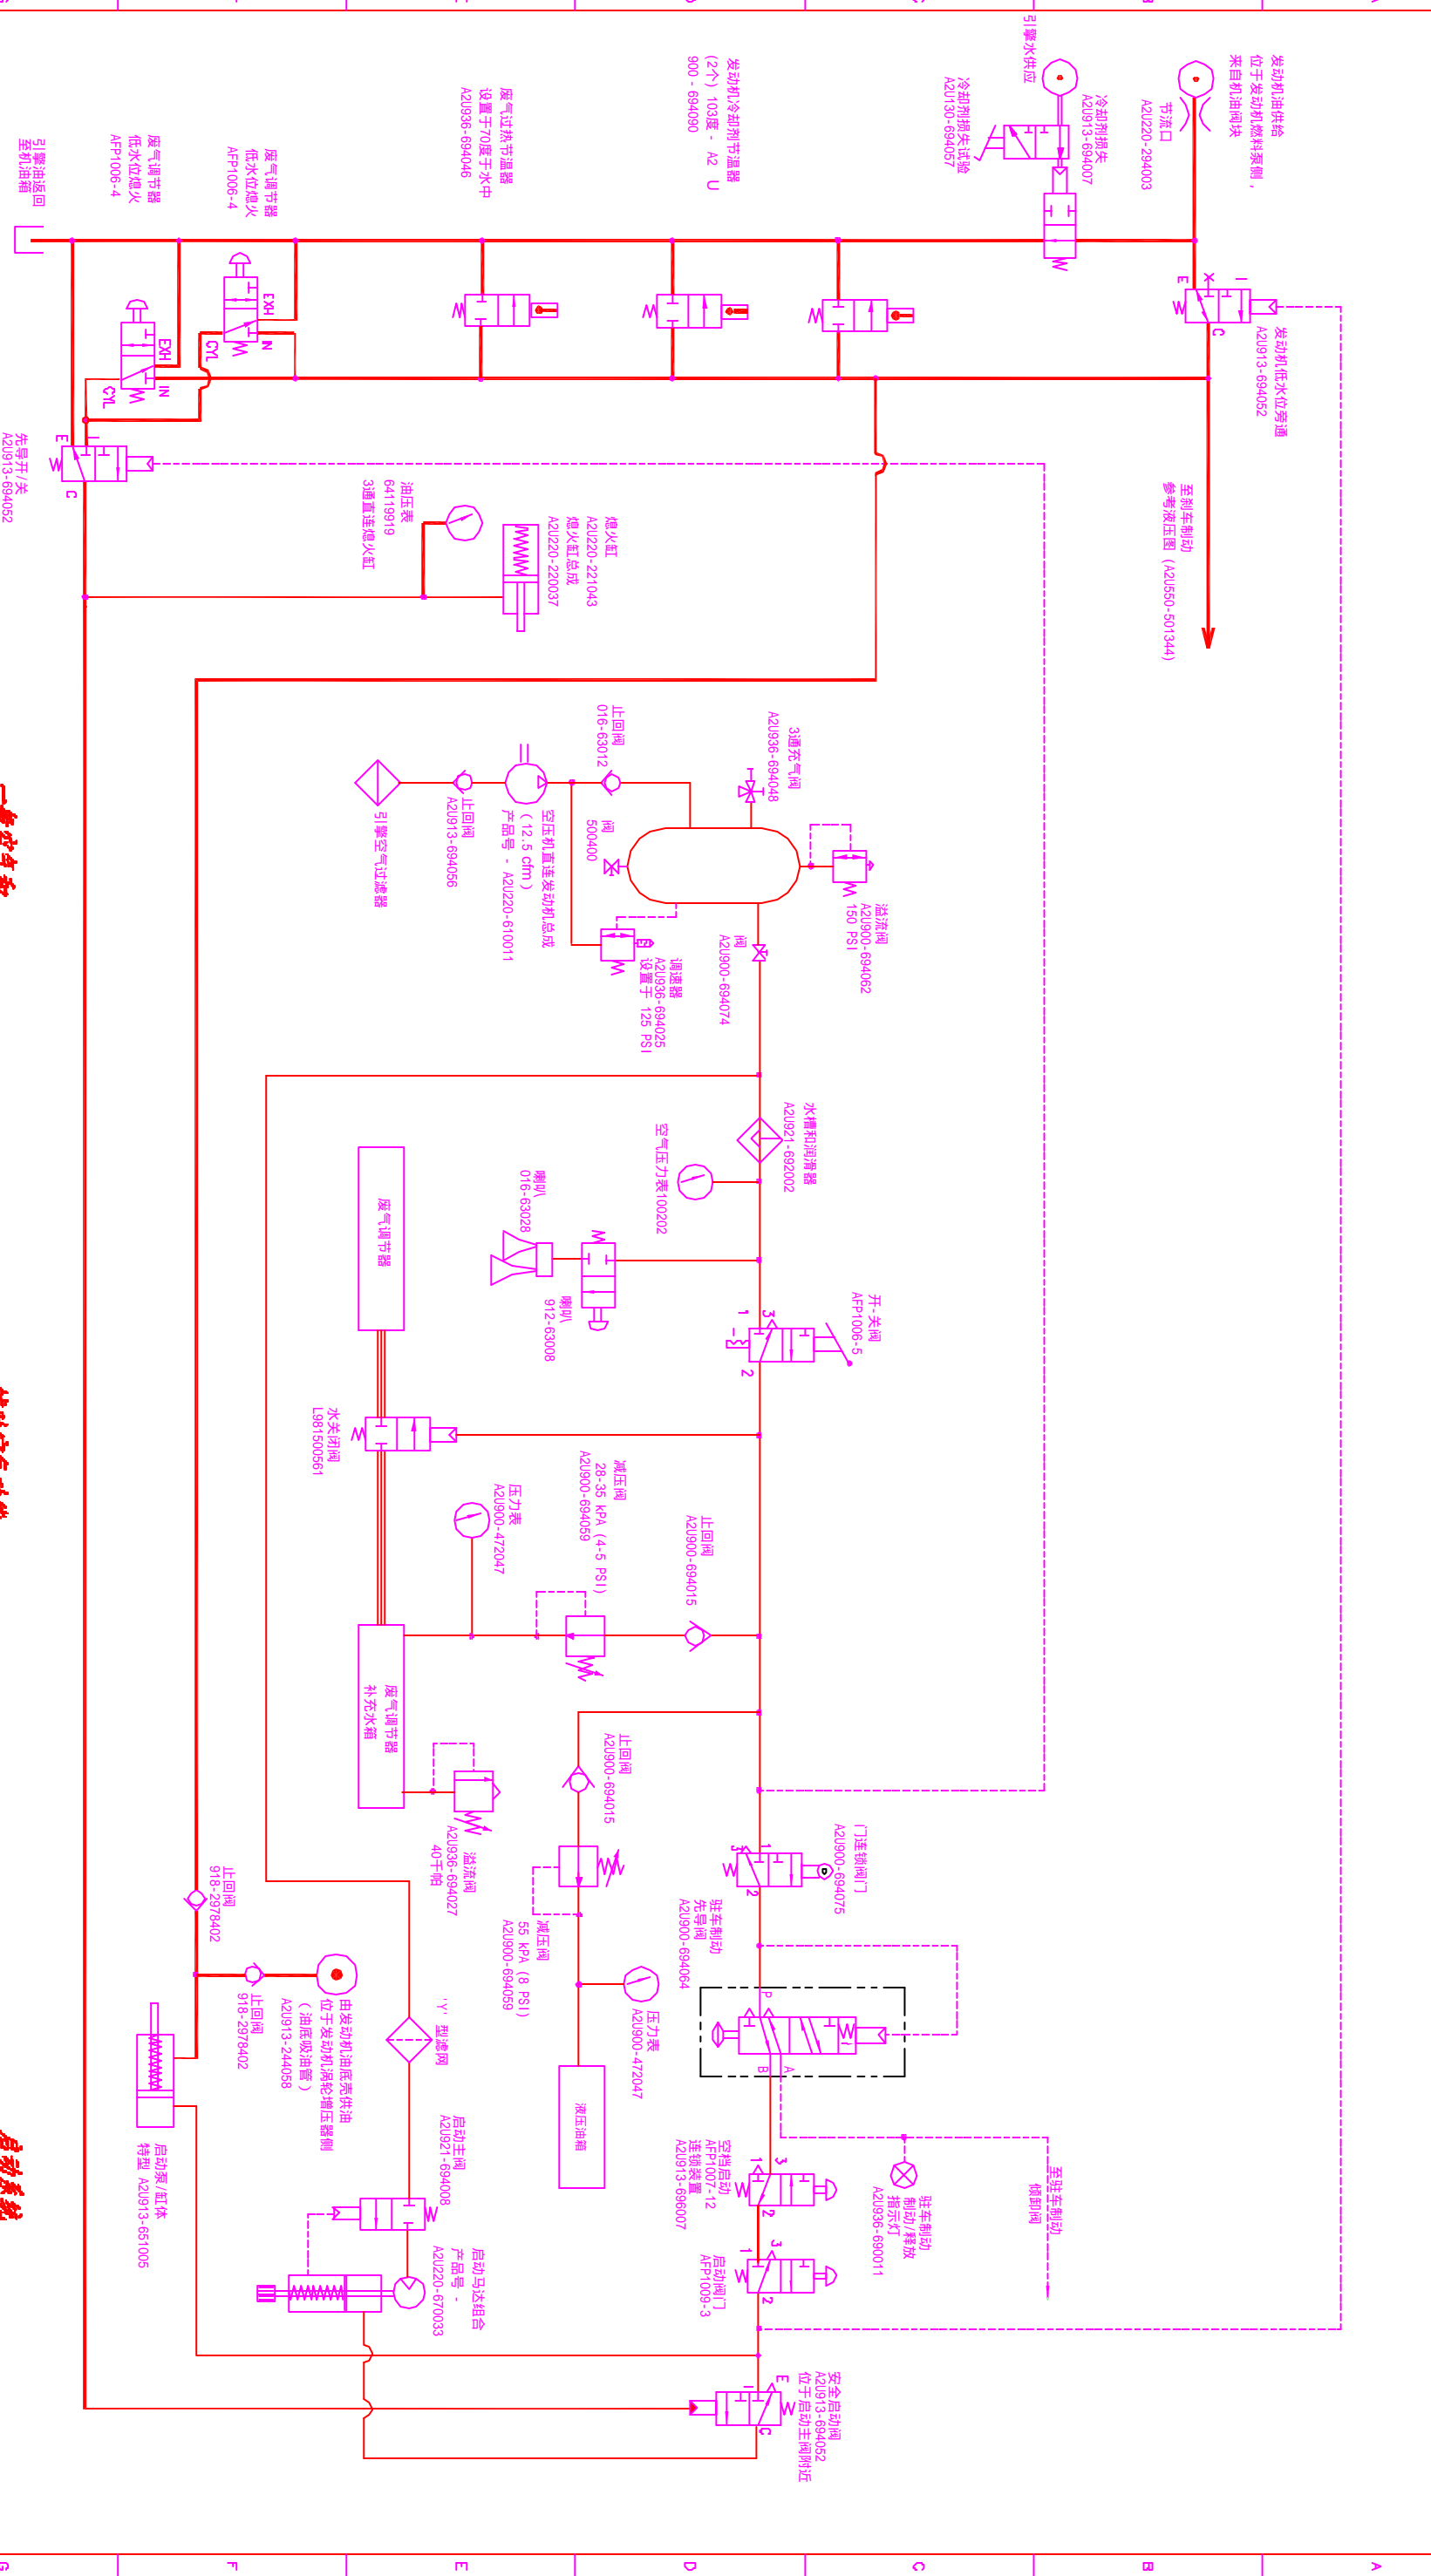 发动机油供给
位于发动机燃料泵侧，
来自机油阀块
节流口
A2U220-294003
引擎水供应
冷却剂损失
A2U913-694007
冷却剂损失试验
A2U130-694057
发动机冷却剂节温器
(2个) 103度 - A2 U
900 - 694090
废气过热节温器
设置于70度于水中
A2U936-694046
废气调节器
低水位熄火
AFP1006-4
废气调节器
低水位熄火
AFP1006-4
引擎油返回
至机油箱
发动机低水位旁通
A2U913-694052
I
E
C
至刹车制动
参考液压图 (A2U550-501344)
EXH
IN
CYL
EXH
IN
CYL
先导开/关
A2U913-694052
I
E
C
熄火缸
A2U220-221043
熄火缸总成
A2U220-220037
油压表
64119919
3通直连熄火缸
3通充气阀
A2U936-694048
止回阀
016-63012
溢流阀
A2U900-694062
150 PSI
阀
500400
空压机直连发动机总成
( 12.5 cfm )
产品号 - A2U220-610011
止回阀
A2U913-694056
引擎空气过滤器
阀
A2U900-694074
调速器
A2U936-694025
设置于 125 PSI
水槽和润滑器
A2U921-692002
空气压力表100202
喇叭
016-63028
喇叭
912-63008
废气调节器
开-关阀
AFP1006-5
1
3
2
水关闭阀
L981500561
减压阀
28-35 kPA (4-5 PSI)
A2U900-694059
压力表
A2U900-472047
止回阀
A2U900-694015
废气调节器
补充水箱
止回阀
A2U900-694015
溢流阀
A2U936-694027
40千帕
减压阀
55 kPA (8 PSI)
A2U900-694059
压力表
A2U900-472047
液压油箱
门连锁阀门
A2U900-694075
1
3
2
驻车制动
先导阀
A2U900-694064
P
A
B
止回阀
918-2978402
止回阀
918-2978402
由发动机油底壳供油
位于发动机涡轮增压器侧
( 油底吸油管 )
A2U913-244058
'Y' 型滤网
启动主阀
A2U921-694008
启动泵/缸体
特型 A2U913-651005
启动马达组合
产品号 -
A2U220-670033
空档启动
AFP1007-12
连锁装置
A2U913-696007
1
3
2
驻车制动
制动/释放
指示灯
A2U936-690011
至驻车制动
倾卸阀
启动阀门
AFP1009-3
1
3
2
安全启动阀
A2U913-694052
位于启动主阀附近
E
I
C
启动系统
A
B
C
D
E
F
G